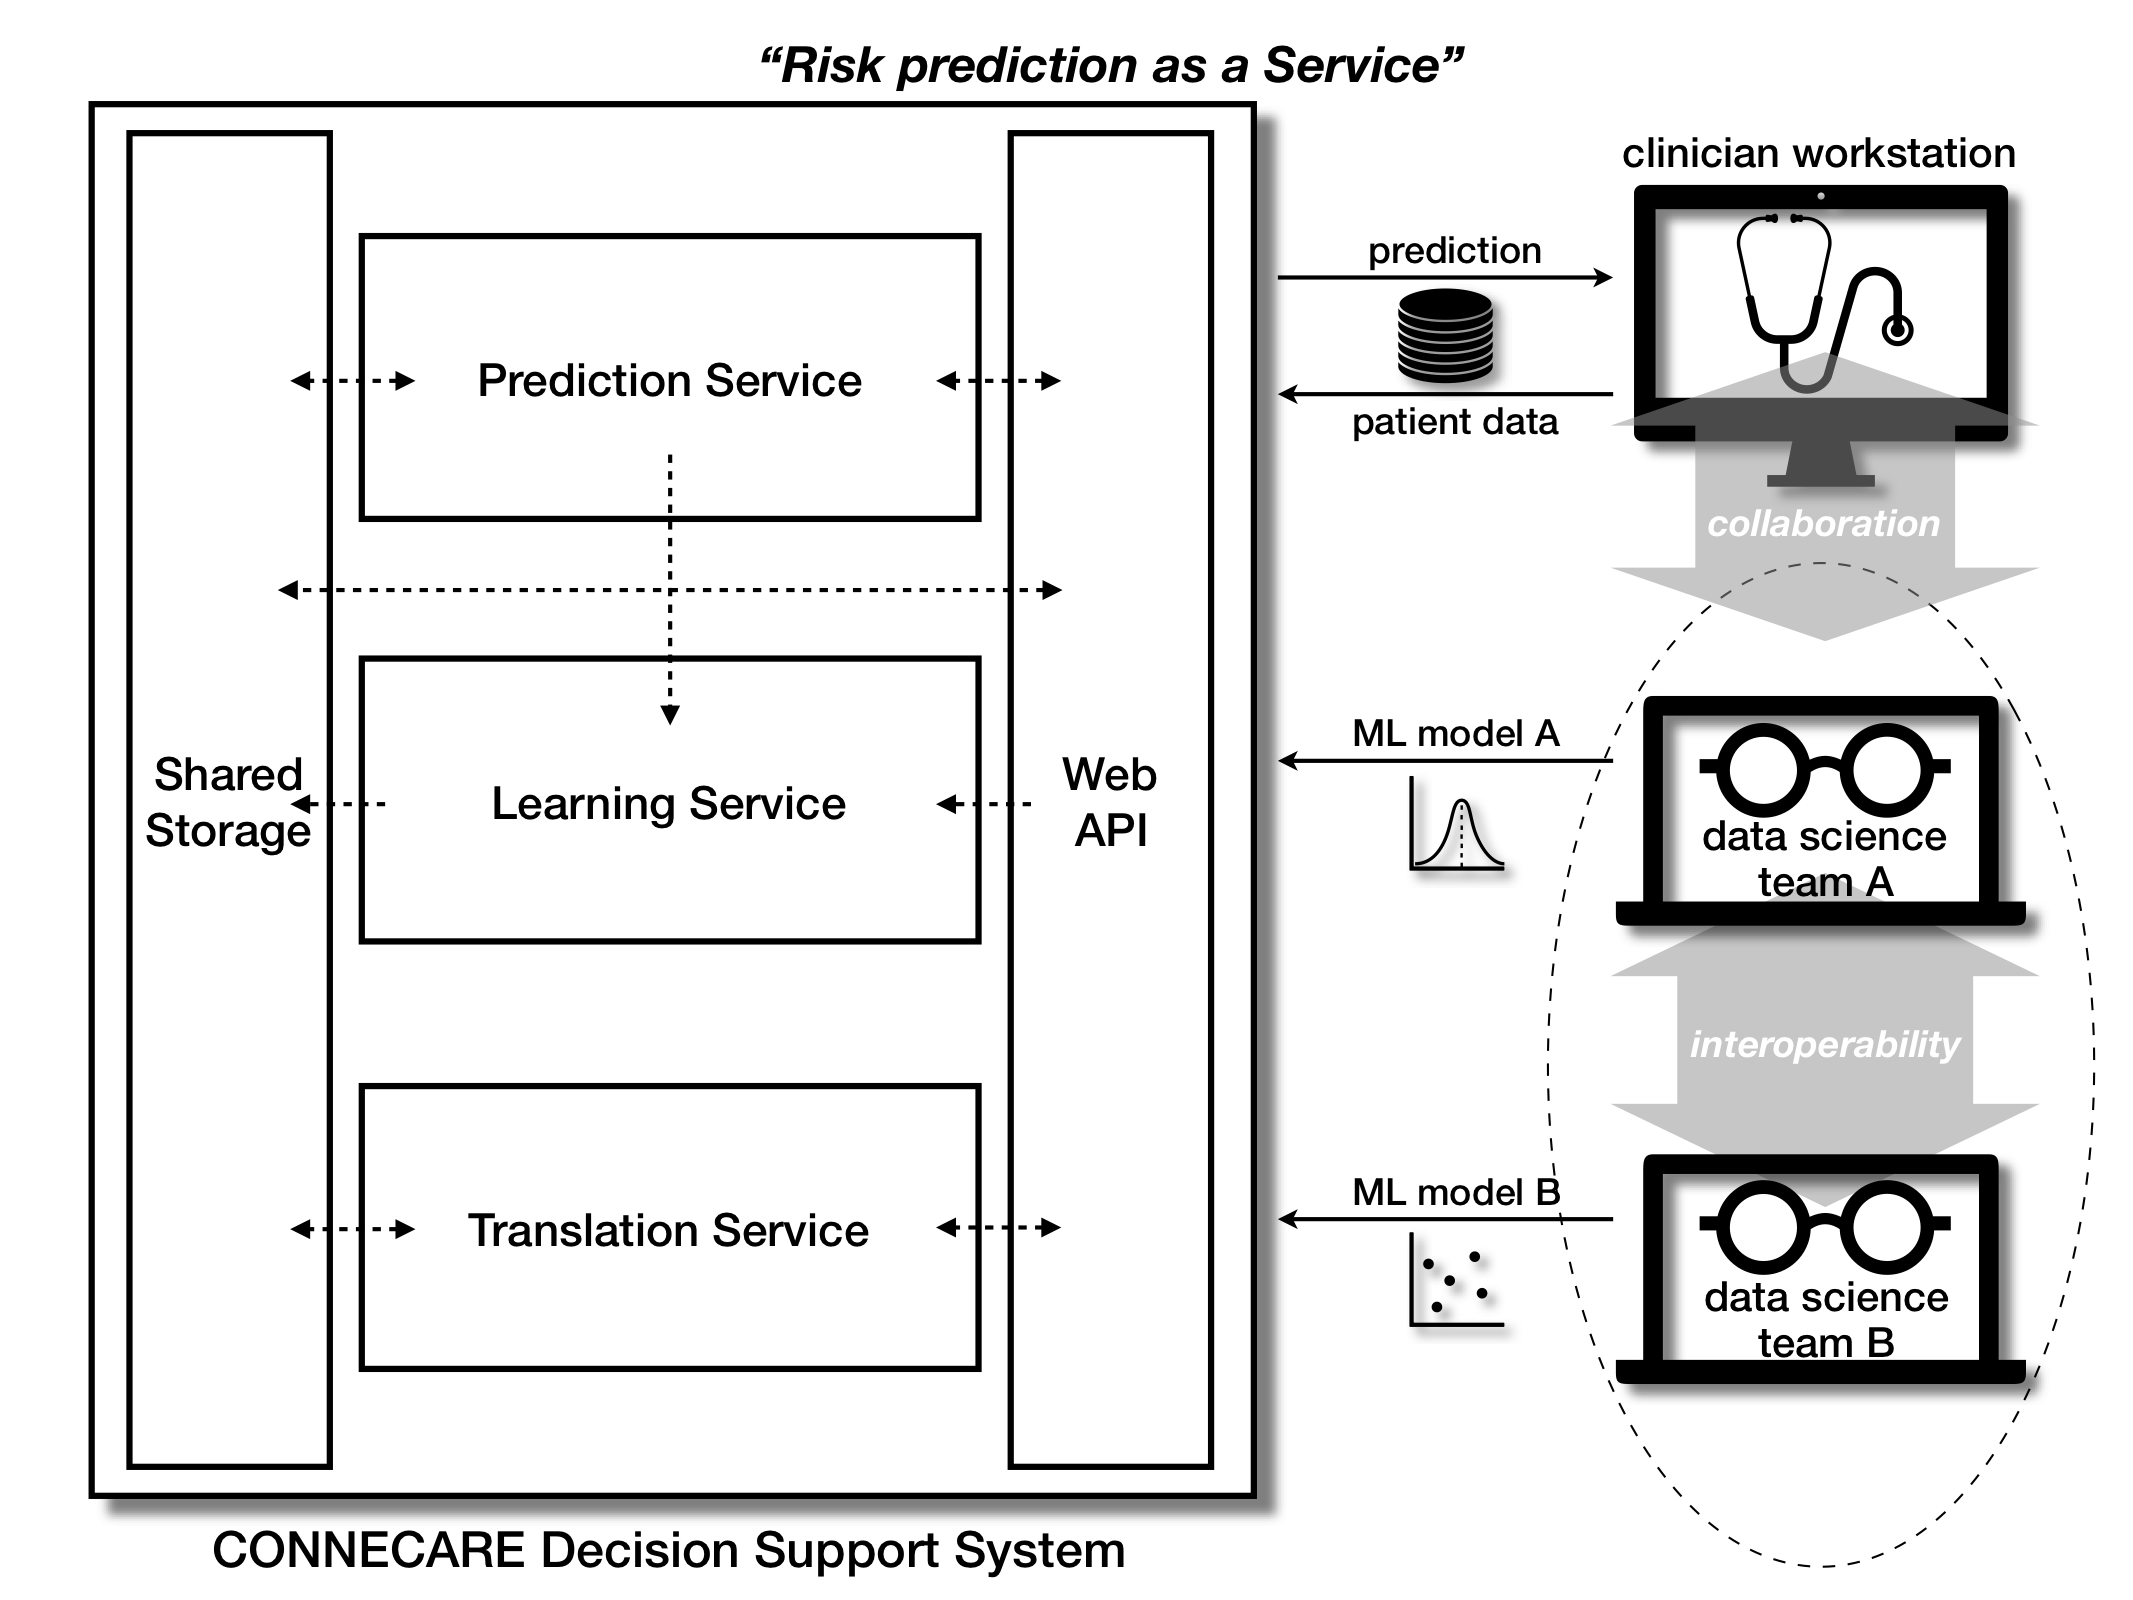 “Risk prediction as a Service”
clinician workstation
prediction
patient data
Prediction Service
collaboration
Shared
Storage
Learning Service
Web
API
ML model A
data science
team A
interoperability
Translation Service
ML model B
data science
team B
CONNECARE Decision Support System